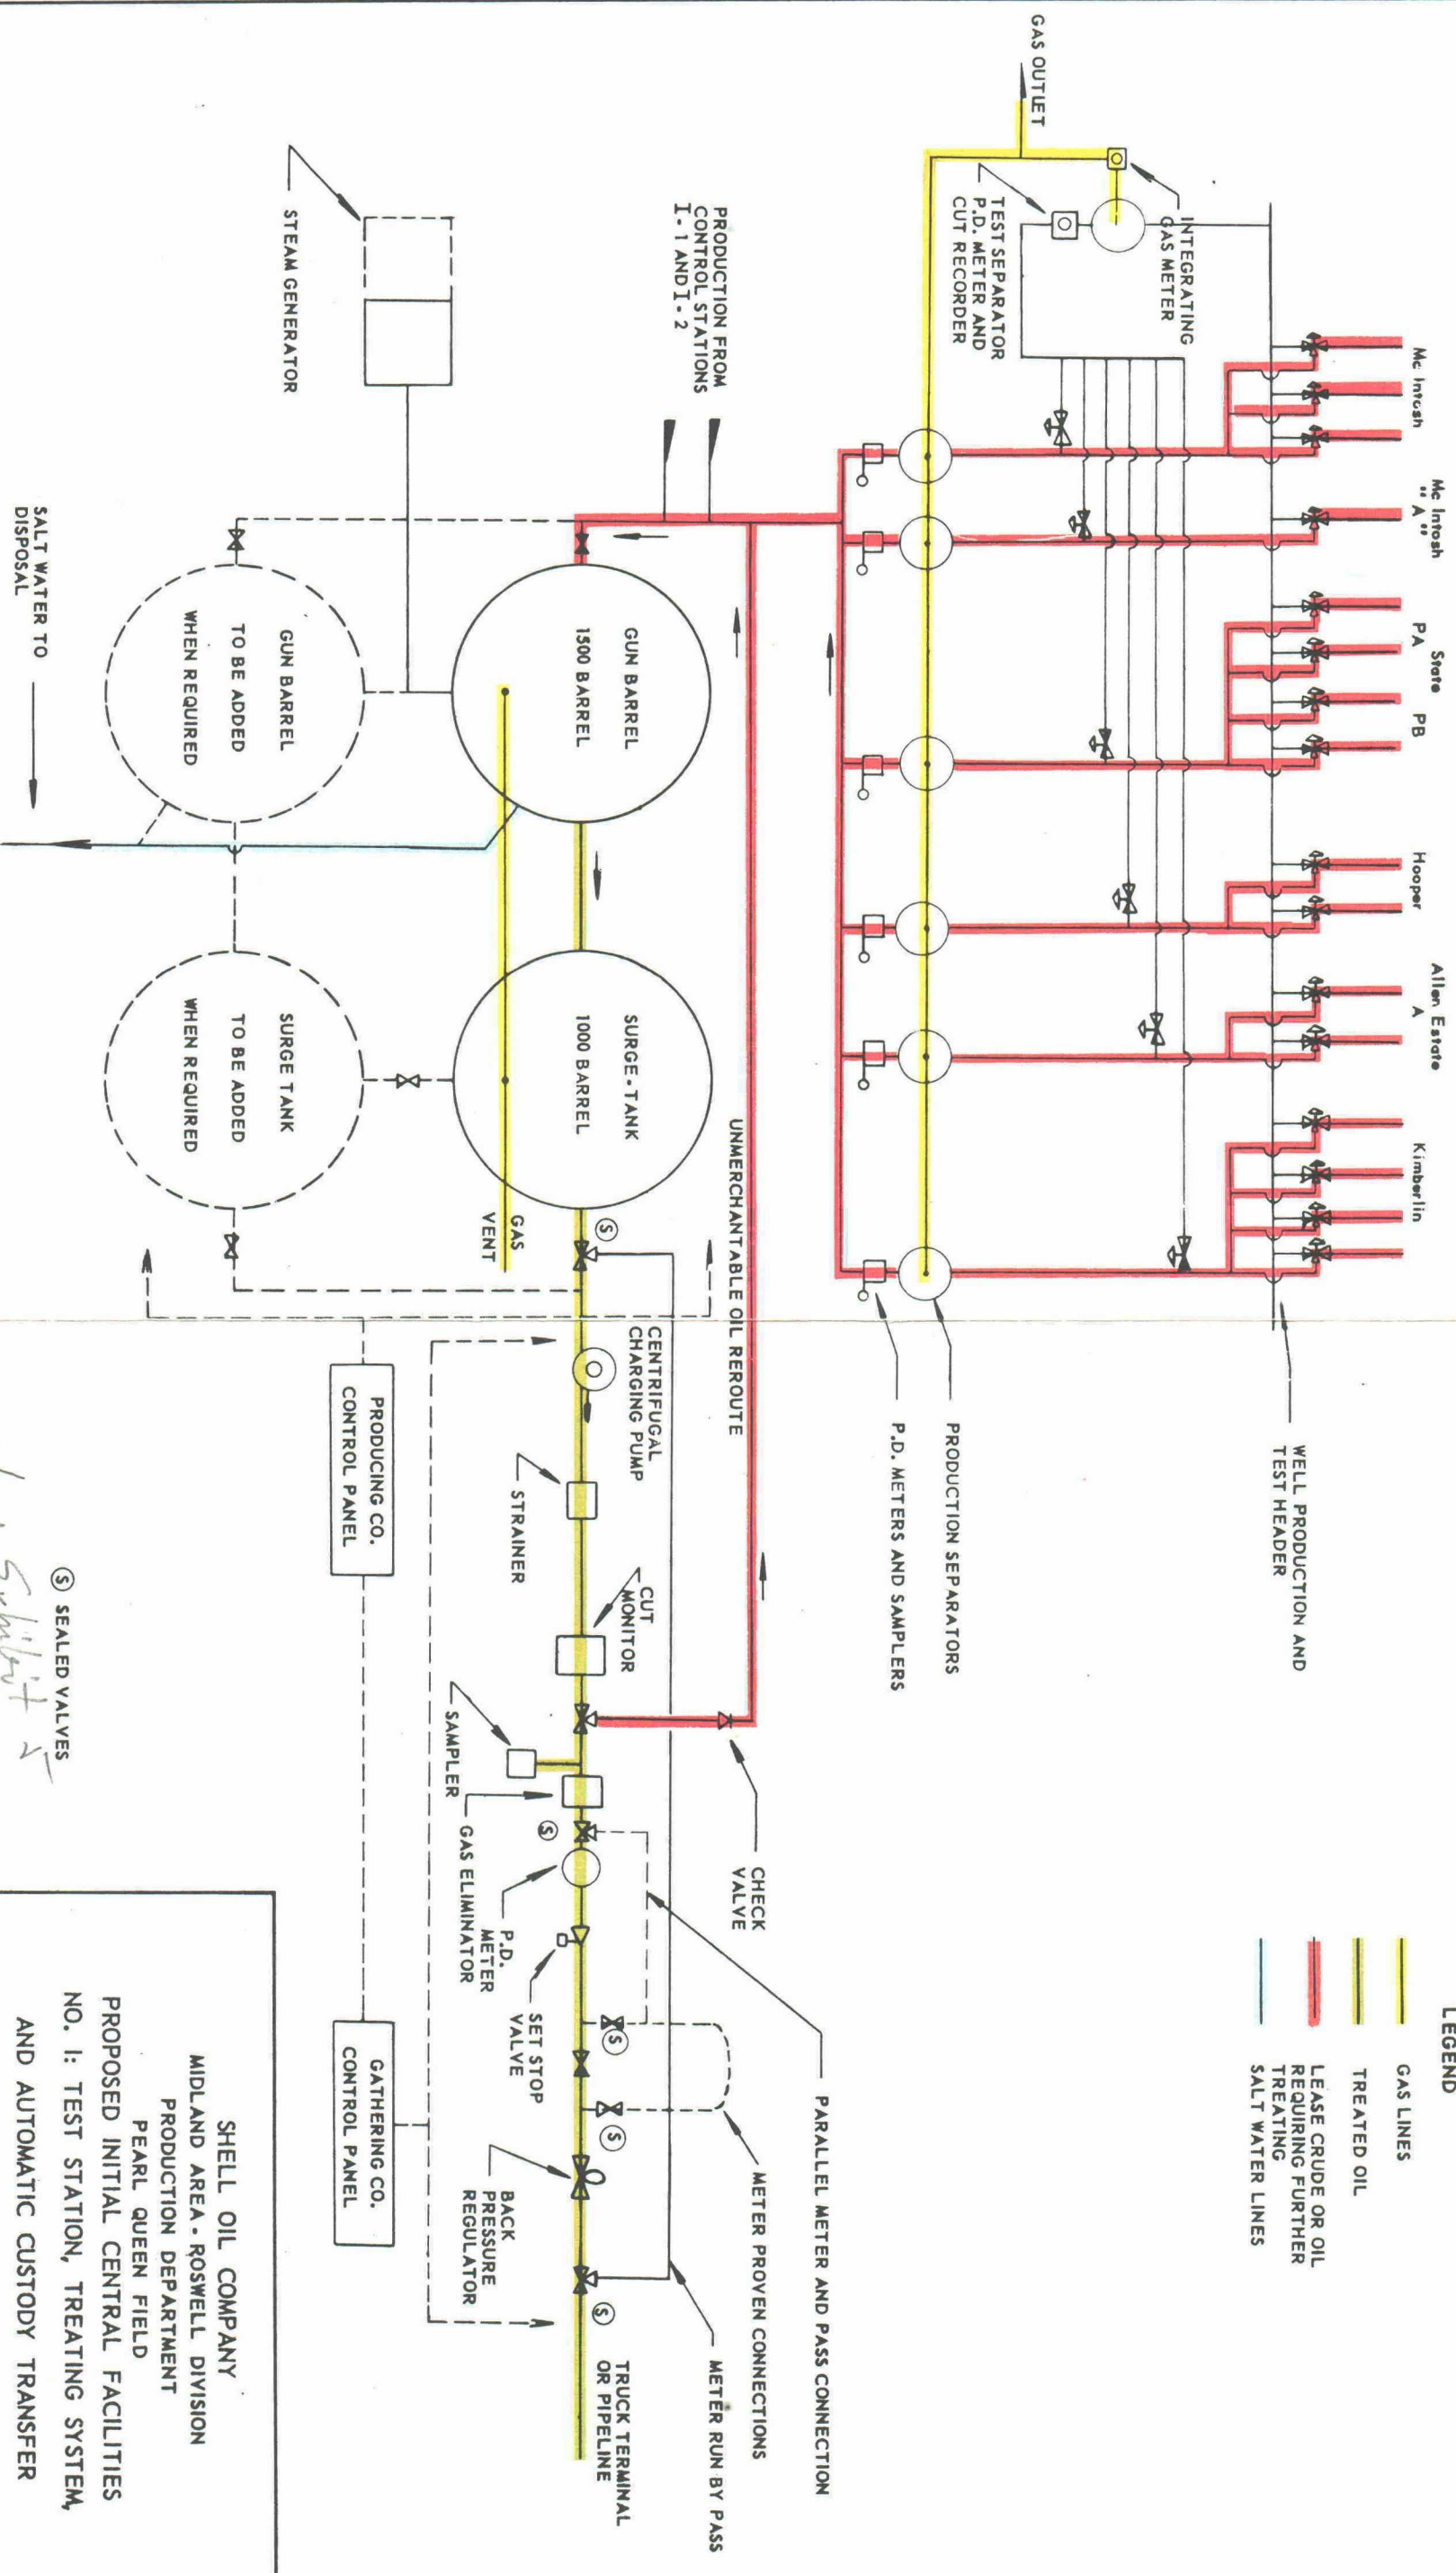 GAS OUTLET
INTEGRATING
GAS METER
TEST SEPARATOR
P.D. METER AND
CUT RECORDER
Mc Intosh
Mc Intosh
"A"
State
PA
PB
Hooper
Allen Estate
A
Kimberlin
WELL PRODUCTION AND
TEST HEADER
PRODUCTION SEPARATORS
P.D. METERS AND SAMPLERS
LEGEND
GAS LINES
TREATED OIL
LEASE CRUDE OR OIL
REQUIRING FURTHER
TREATING
SALT WATER LINES
PRODUCTION FROM
CONTROL STATIONS
I-1 AND I-2
STEAM GENERATOR
GUN BARREL
1500 BARREL
SURGE-TANK
1000 BARREL
UNMERCHANTABLE OIL REROUTE
GAS
VENT
S
CENTRIFUGAL
CHARGING PUMP
STRAINER
CUT
MONITOR
SAMPLER
GAS ELIMINATOR
S
P.D.
METER
CHECK
VALVE
SET STOP
VALVE
S
S
PARALLEL METER AND PASS CONNECTION
METER PROVEN CONNECTIONS
METER RUN BY PASS
BACK
PRESSURE
REGULATOR
S
TRUCK TERMINAL
OR PIPELINE
GUN BARREL
TO BE ADDED
WHEN REQUIRED
SURGE TANK
TO BE ADDED
WHEN REQUIRED
SALT WATER TO
DISPOSAL
PRODUCING CO.
CONTROL PANEL
GATHERING CO.
CONTROL PANEL
S SEALED VALVES
Exhibit 5
SHELL OIL COMPANY
MIDLAND AREA - ROSWELL DIVISION
PRODUCTION DEPARTMENT
PEARL QUEEN FIELD
PROPOSED INITIAL CENTRAL FACILITIES
NO. 1: TEST STATION, TREATING SYSTEM,
AND AUTOMATIC CUSTODY TRANSFER